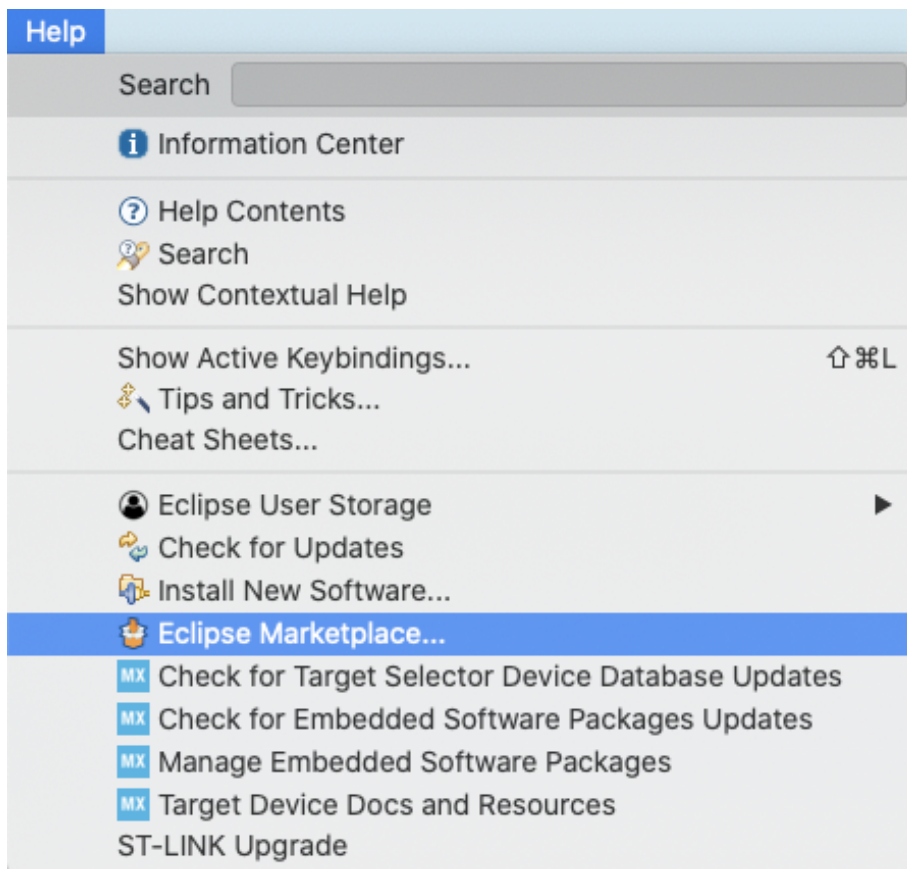 Help
Search
Information Center
Help Contents
Search
Show Contextual Help
Show Active Keybindings... ⇧⌘L
Tips and Tricks...
Cheat Sheets...
Eclipse User Storage
Check for Updates
Install New Software...
Eclipse Marketplace...
MX Check for Target Selector Device Database Updates
MX Check for Embedded Software Packages Updates
MX Manage Embedded Software Packages
MX Target Device Docs and Resources
ST-LINK Upgrade